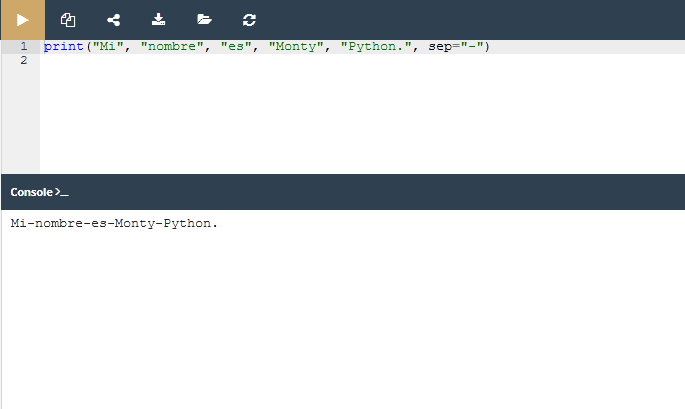 1 print("Mi", "nombre", "es", "Monty", "Python.", sep="-")
2
Console >_
Mi-nombre-es-Monty-Python.